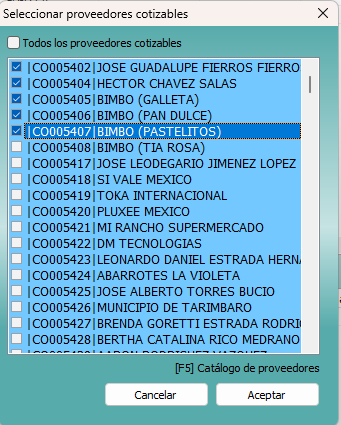 Seleccionar proveedores cotizables
Todos los proveedores cotizables
|CO005402|JOSE GUADALUPE FIERROS FIERRO
|CO005404|HECTOR CHAVEZ SALAS
|CO005405|BIMBO (GALLETA)
|CO005406|BIMBO (PAN DULCE)
|CO005407|BIMBO (PASTELITOS)
|CO005408|BIMBO (TIA ROSA)
|CO005417|JOSE LEODEGARIO JIMENEZ LOPEZ
|CO005418|SI VALE MEXICO
|CO005419|TOKA INTERNACIONAL
|CO005420|PLUXEE MEXICO
|CO005421|MI RANCHO SUPERMERCADO
|CO005422|DM TECNOLOGIAS
|CO005423|LEONARDO DANIEL ESTRADA HERNA
|CO005424|ABARROTES LA VIOLETA
|CO005425|JOSE ALBERTO TORRES BUCIO
|CO005426|MUNICIPIO DE TARIMBARO
|CO005427|BRENDA GORETTI ESTRADA RODRI
|CO005428|BERTHA CATALINA RICO MEDRANO
[F5] Catálogo de proveedores
Cancelar
Aceptar